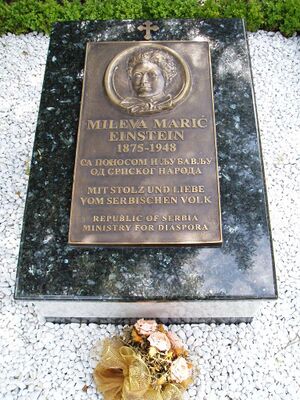 MILEVA MARIĆ
EINSTEIN
1875-1948
СА ПОНОСОМ И ЉУБАВЉУ
ОД СРПСКОГ НАРОДА
MIT STOLZ UND LIEBE
VOM SERBISCHEN VOLK
REPUBLIC OF SERBIA
MINISTRY FOR DIASPORA